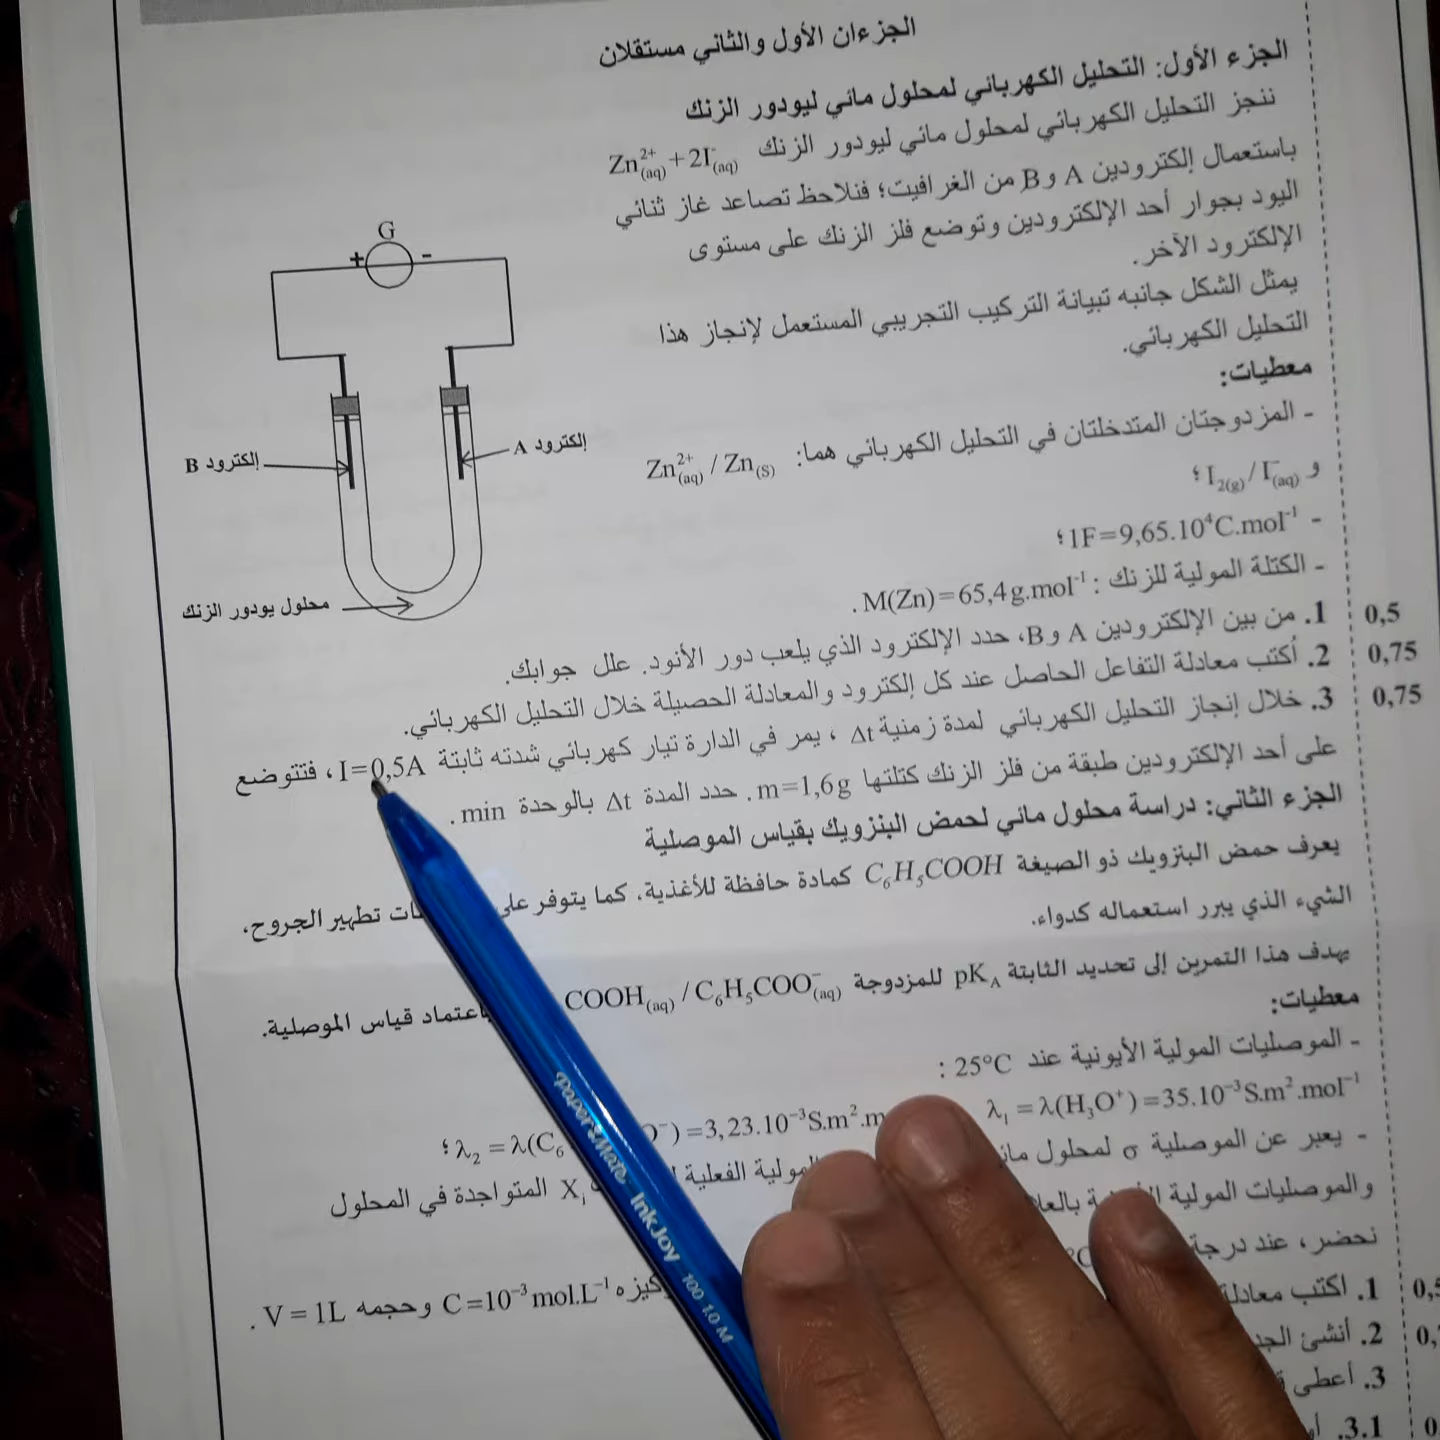 الجزءان الأول والثاني مستقلان
الجزء الأول: التحليل الكهربائي لمحلول مائي ليودور الزنك
ننجز التحليل الكهربائي لمحلول مائي ليودور الزنك Zn²⁺(aq) + 2I⁻(aq)
باستعمال إلكترودين A و B من الغرافيت؛ فنلاحظ تصاعد غاز ثنائي
اليود بجوار أحد الإلكترودين وتوضع فلز الزنك على مستوى
الإلكترود الآخر.
يمثل الشكل جانبه تبيانة التركيب التجريبي المستعمل لإنجاز هذا
التحليل الكهربائي.
G
+ -
إلكترود A
إلكترود B
محلول يودور الزنك
معطيات:
- المزدوجتان المتدخلتان في التحليل الكهربائي هما: Zn²⁺(aq) / Zn(S)
و I₂(g) / I⁻(aq) ؛
- 1F=9,65.10⁴C.mol⁻¹ ؛
- الكتلة المولية للزنك : M(Zn)=65,4g.mol⁻¹ .
0,5 1. من بين الإلكترودين A و B، حدد الإلكترود الذي يلعب دور الأنود. علل جوابك.
0,75 2. أكتب معادلة التفاعل الحاصل عند كل إلكترود والمعادلة الحصيلة خلال التحليل الكهربائي.
0,75 3. خلال إنجاز التحليل الكهربائي لمدة زمنية Δt ، يمر في الدارة تيار كهربائي شدته ثابتة I=0,5A ، فتتوضع
على أحد الإلكترودين طبقة من فلز الزنك كتلتها m=1,6g . حدد المدة Δt بالوحدة min .
الجزء الثاني: دراسة محلول مائي لحمض البنزويك بقياس الموصلية
يعرف حمض البنزويك ذو الصيغة C₆H₅COOH كمادة حافظة للأغذية، كما يتوفر على تطهير الجروح،
الشيء الذي يبرر استعماله كدواء.
يهدف هذا التمرين إلى تحديد الثابتة pK_A للمزدوجة COOH(aq) / C₆H₅COO⁻(aq) باعتماد قياس الموصلية.
معطيات:
- الموصليات المولية الأيونية عند 25°C :
λ₁ = λ(H₃O⁺)=35.10⁻³S.m².mol⁻¹ ؛ λ₂ = λ(C₆ O⁻)=3,23.10⁻³S.m².m
- يعبر عن الموصلية σ لمحلول المولية الفعلية Xᵢ المتواجدة في المحلول
والموصليات المولية
نحضر، عند درجة °C تركيزه C=10⁻³mol.L⁻¹ وحجمه V = 1L .
1. اكتب معادلة
2. أنشئ
3. أعطى
3.1.
PaperMate InkJoy 100 1.0 M